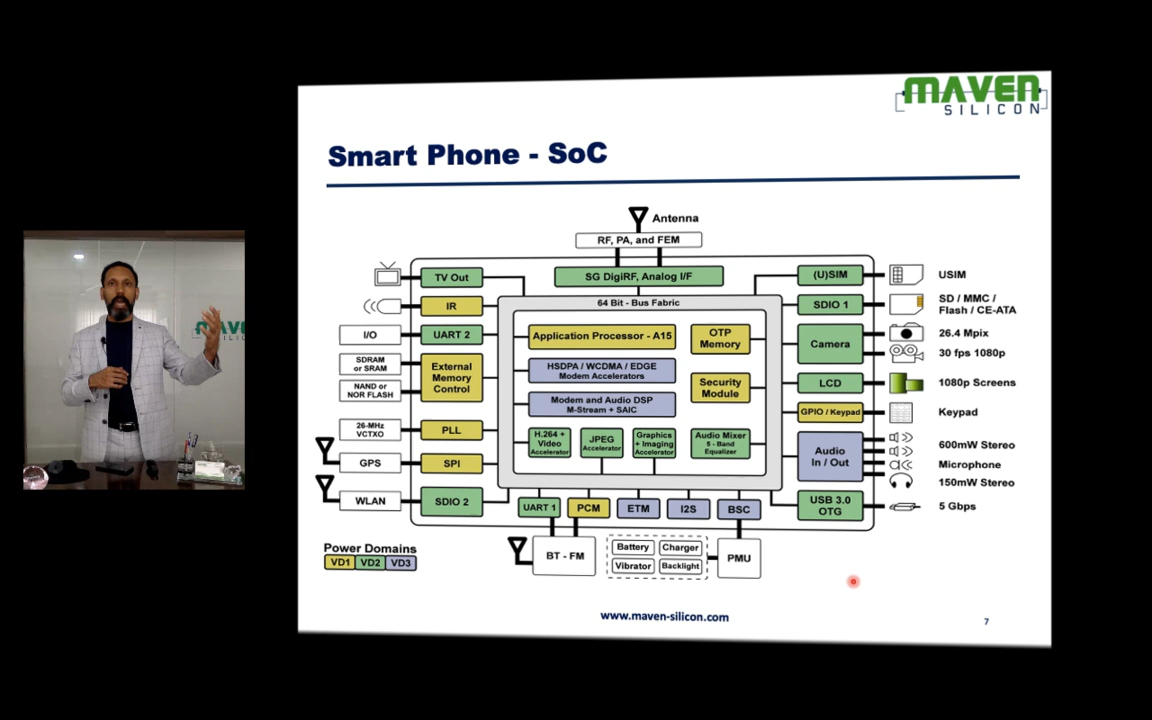 MAVEN
SILICON
Smart Phone - SoC
Antenna
RF, PA, and FEM
TV Out
SG DigiRF, Analog I/F
(U)SIM
USIM
IR
64 Bit - Bus Fabric
SDIO 1
SD / MMC /
Flash / CE-ATA
I/O
UART 2
Application Processor - A15
OTP
Memory
Camera
26.4 Mpix
30 fps 1080p
SDRAM
or SRAM
NAND or
NOR FLASH
External
Memory
Control
HSDPA / WCDMA / EDGE
Modem Accelerators
Security
Module
LCD
1080p Screens
Modem and Audio DSP
M-Stream + SAIC
GPIO / Keypad
Keypad
26-MHz
VCTXO
PLL
H.264 +
Video
Accelerator
JPEG
Accelerator
Graphics
+ Imaging
Accelerator
Audio Mixer
5 - Band
Equalizer
Audio
In / Out
600mW Stereo
Microphone
150mW Stereo
GPS
SPI
WLAN
SDIO 2
UART 1
PCM
ETM
I2S
BSC
USB 3.0
OTG
5 Gbps
Power Domains
VD1
VD2
VD3
BT - FM
Battery
Charger
Vibrator
Backlight
PMU
www.maven-silicon.com
7